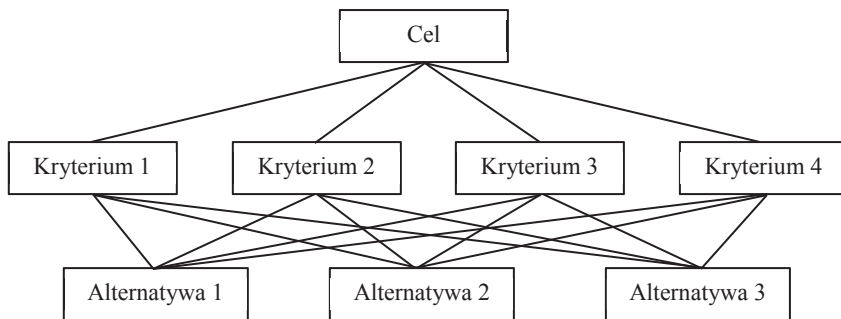 Cel
Kryterium 1
Kryterium 2
Kryterium 3
Kryterium 4
Alternatywa 1
Alternatywa 2
Alternatywa 3